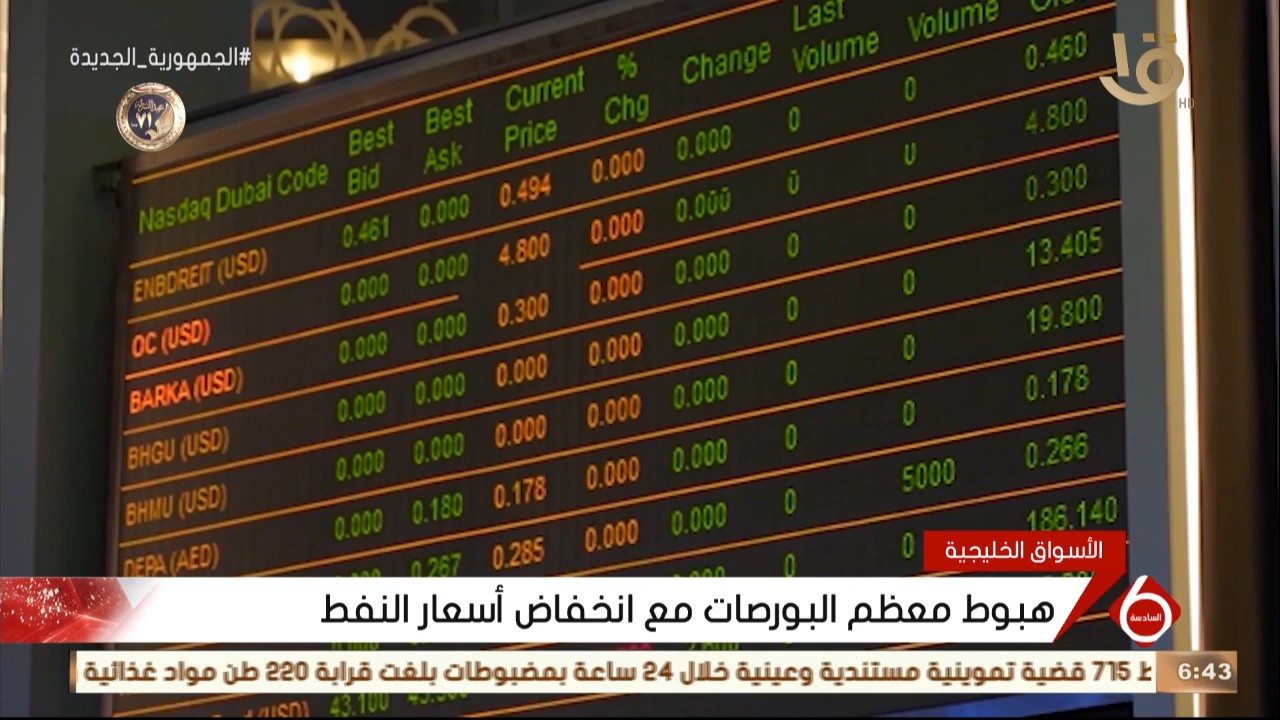 #الجمهورية_الجديدة
HD
Nasdaq Dubai Code Best Bid Best Ask Current Price % Chg Change Last Volume Volume
ENBDREIT (USD) 0.461 0.000 0.494 0.000 0.000 0 0 0.460
OC (USD) 0.000 0.000 4.800 0.000 0.000 0 0 4.800
BARKA (USD) 0.000 0.000 0.300 0.000 0.000 0 0 0.300
BHGU (USD) 0.000 0.000 0.000 0.000 0.000 0 0 13.405
BHMU (USD) 0.000 0.000 0.000 0.000 0.000 0 0 19.800
DEPA (AED) 0.000 0.180 0.178 0.000 0.000 0 0 0.178
0.267 0.285 0.000 0.000 0 5000 0.266
0 0 186.140
الأسواق الخليجية
هبوط معظم البورصات مع انخفاض أسعار النفط
السادسة
715 قضية تموينية مستندية وعينية خلال 24 ساعة بمضبوطات بلغت قرابة 220 طن مواد غذائية
6:43
43.100